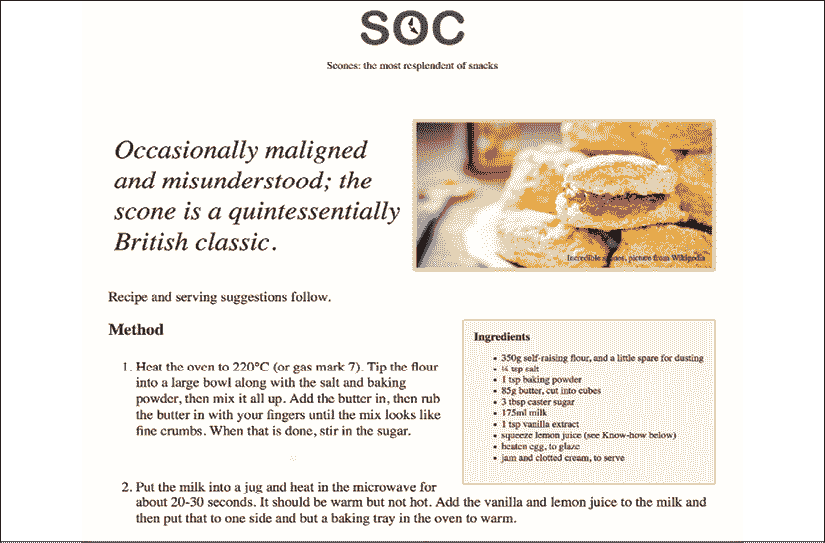 SOC
Scones: the most resplendent of snacks
Occasionally maligned
and misunderstood; the
scone is a quintessentially
British classic.
Incredible scones, picture from Wikipedia
Recipe and serving suggestions follow.
Method
1. Heat the oven to 220°C (or gas mark 7). Tip the flour
into a large bowl along with the salt and baking
powder, then mix it all up. Add the butter in, then rub
the butter in with your fingers until the mix looks like
fine crumbs. When that is done, stir in the sugar.
Ingredients
• 350g self-raising flour, and a little spare for dusting
• ¼ tsp salt
• 1 tsp baking powder
• 85g butter, cut into cubes
• 3 tbsp caster sugar
• 175ml milk
• 1 tsp vanilla extract
• squeeze lemon juice (see Know-how below)
• beaten egg, to glaze
• jam and clotted cream, to serve
2. Put the milk into a jug and heat in the microwave for
about 20-30 seconds. It should be warm but not hot. Add the vanilla and lemon juice to the milk and
then put that to one side and but a baking tray in the oven to warm.